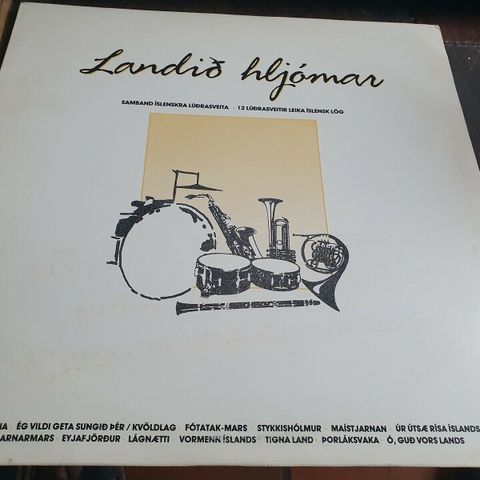 Landið hljómar
SAMBAND ÍSLENSKRA LÚÐRASVEITA 12 LÚÐRASVEITIR LEIKA ÍSLENSK LÖG
ÉG VILDI GETA SUNGIÐ ÞÉR / KVÖLDLAG FÓTATAK-MARS STYKKISHÓLMUR MAÍSTJARNAN ÚR ÚTSÆ RÍSA ÍSLANDS
ARNARMARS EYJAFJÖRÐUR LÁGNÆTTI VORMENN ÍSLANDS TIGNA LAND ÞORLÁKSVAKA Ó, GUÐ VORS LANDS